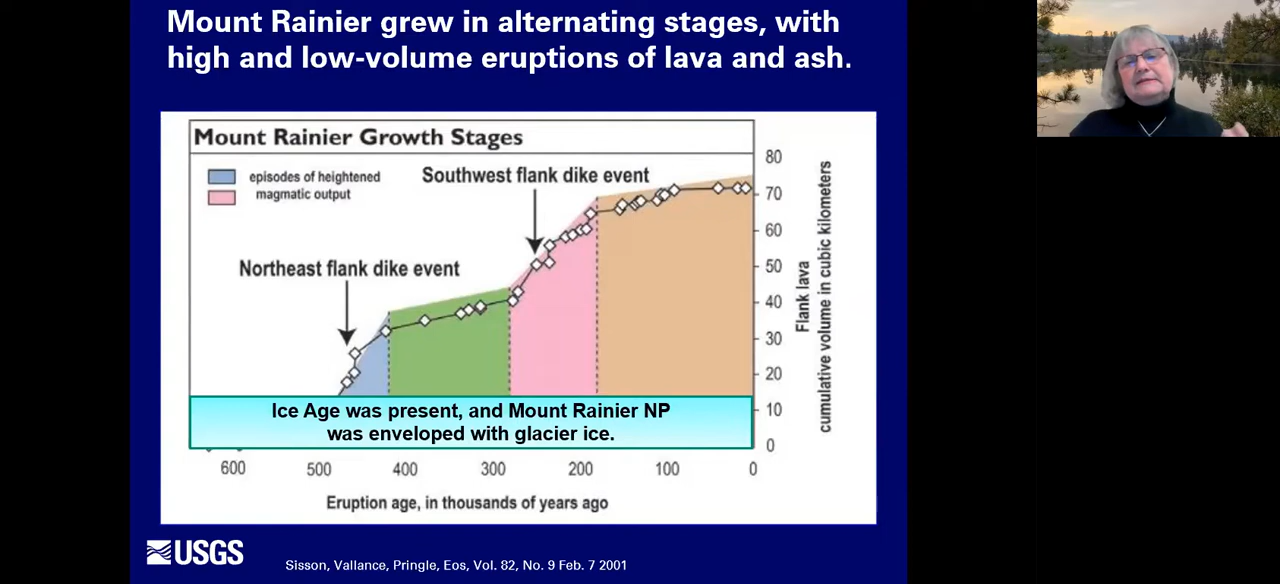 Mount Rainier grew in alternating stages, with
high and low-volume eruptions of lava and ash.
Mount Rainier Growth Stages
episodes of heightened
magmatic output
Southwest flank dike event
Northeast flank dike event
80
70
60
50
40
30
20
10
0
Flank lava
cumulative volume in cubic kilometers
Ice Age was present, and Mount Rainier NP
was enveloped with glacier ice.
600 500 400 300 200 100 0
Eruption age, in thousands of years ago
USGS
Sisson, Vallance, Pringle, Eos, Vol. 82, No. 9 Feb. 7 2001